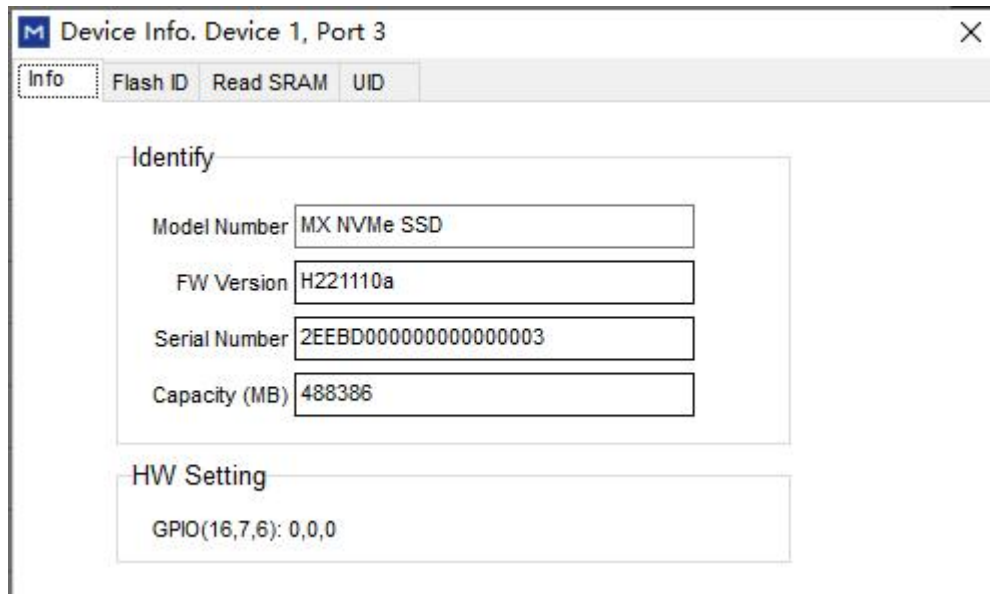 M Device Info. Device 1, Port 3
Info Flash ID Read SRAM UID
Identify
Model Number MX NVMe SSD
FW Version H221110a
Serial Number 2EEBD000000000000003
Capacity (MB) 488386
HW Setting
GPIO(16,7,6): 0,0,0